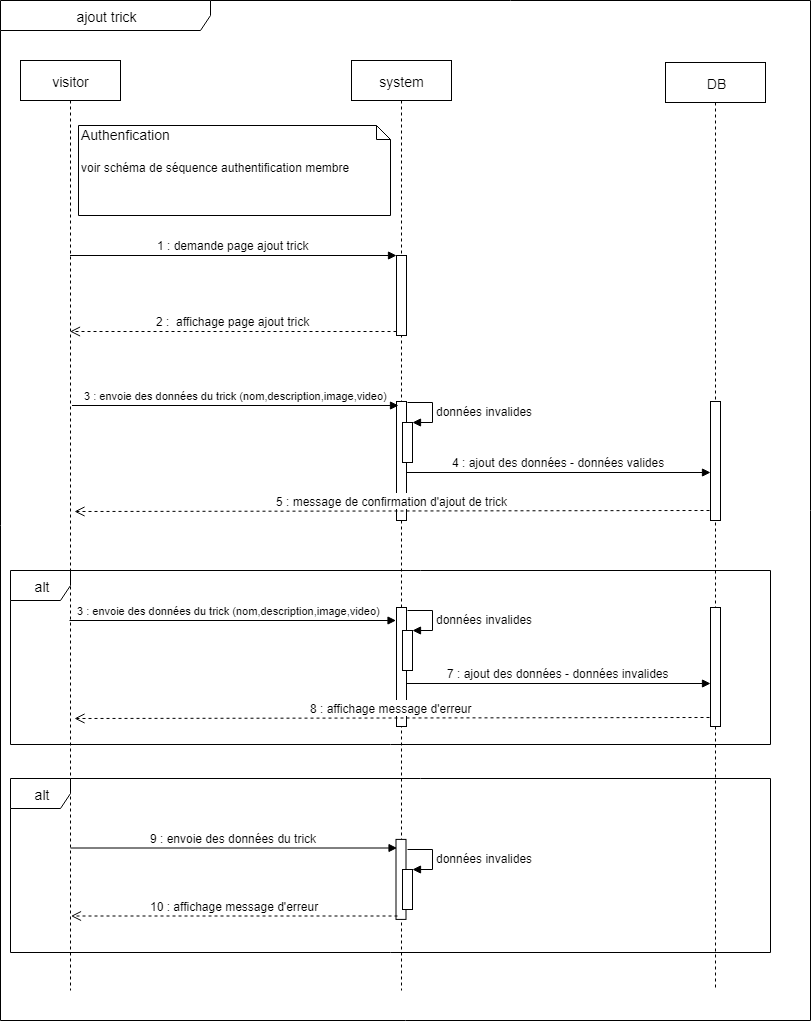 ajout trick
visitor
system
DB
Authenfication
voir schéma de séquence authentification membre
1 : demande page ajout trick
2 :  affichage page ajout trick
3 : envoie des données du trick (nom,description,image,video)
données invalides
4 : ajout des données - données valides
5 : message de confirmation d'ajout de trick
alt
3 : envoie des données du trick (nom,description,image,video)
données invalides
7 : ajout des données - données invalides
8 : affichage message d'erreur
alt
9 : envoie des données du trick
données invalides
10 : affichage message d'erreur